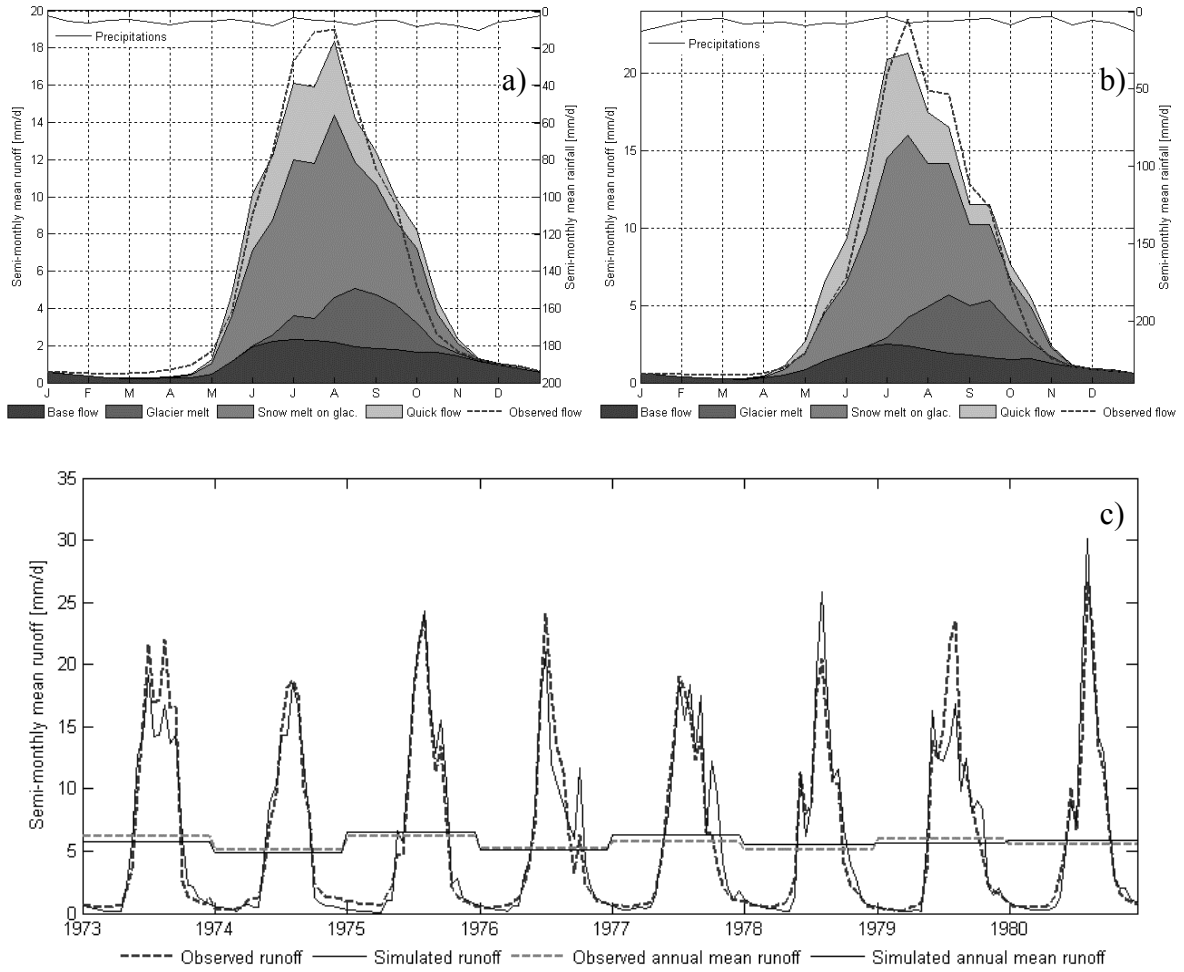 20
18
16
14
12
10
8
6
4
2
0
Semi-monthly mean runoff [mm/d]
Precipitations
a)
0
20
40
60
80
100
120
140
160
180
200
Semi-monthly mean rainfall [mm/d]
J F M A M J J A S O N D
Base flow Glacier melt Snow melt on glac. Quick flow Observed flow
20
15
10
5
0
Semi-monthly mean runoff [mm/d]
Precipitations
b)
0
50
100
150
200
Semi-monthly mean rainfall [mm/d]
J F M A M J J A S O N D
Base flow Glacier melt Snow melt on glac. Quick flow Observed flow
35
30
25
20
15
10
5
0
Semi-monthly mean runoff [mm/d]
c)
1973 1974 1975 1976 1977 1978 1979 1980
Observed runoff Simulated runoff Observed annual mean runoff Simulated annual mean runoff